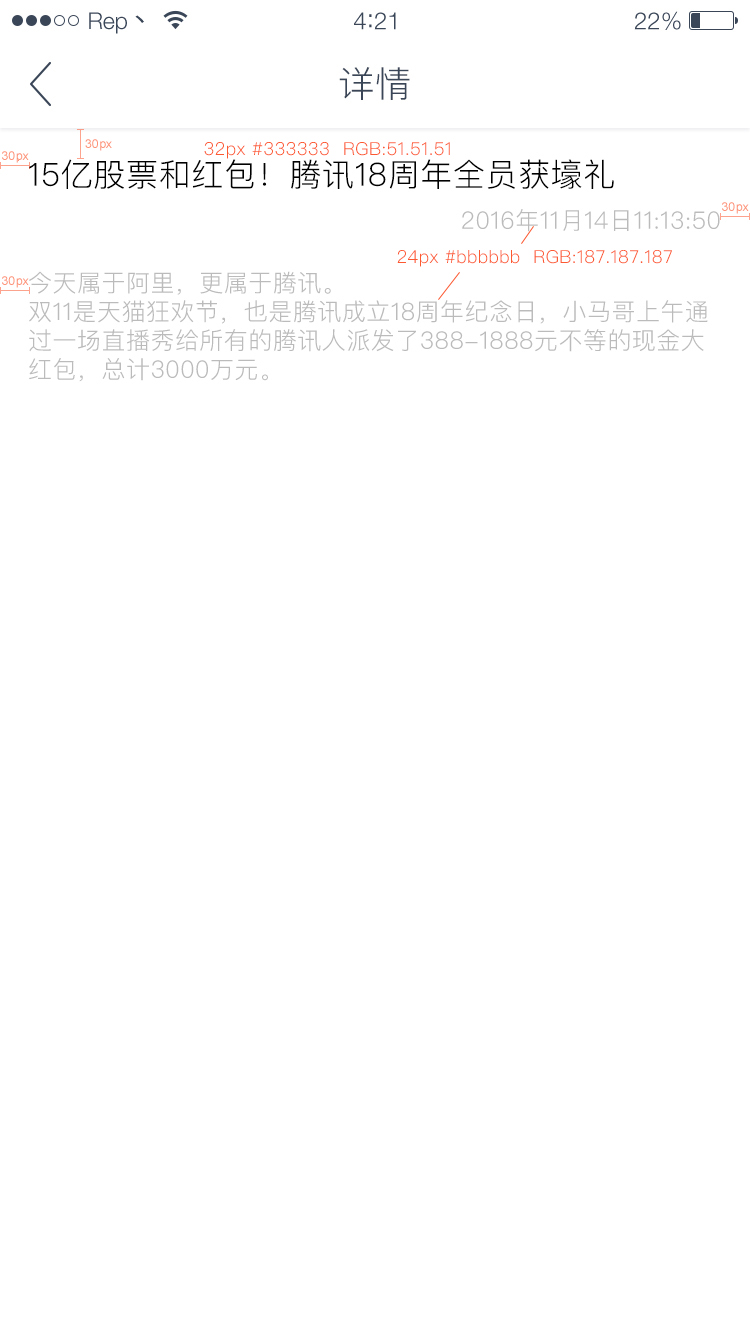 Rep、 4:21 22%
详情
30px
32px #333333 RGB:51.51.51
30px
15亿股票和红包！腾讯18周年全员获壕礼
30px
2016年11月14日11:13:50
24px #bbbbbb RGB:187.187.187
30px
今天属于阿里，更属于腾讯。
双11是天猫狂欢节，也是腾讯成立18周年纪念日，小马哥上午通
过一场直播秀给所有的腾讯人派发了388-1888元不等的现金大
红包，总计3000万元。